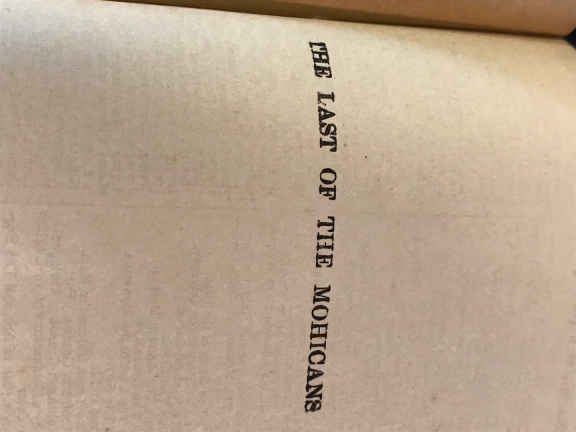 THE LAST OF THE MOHICANS